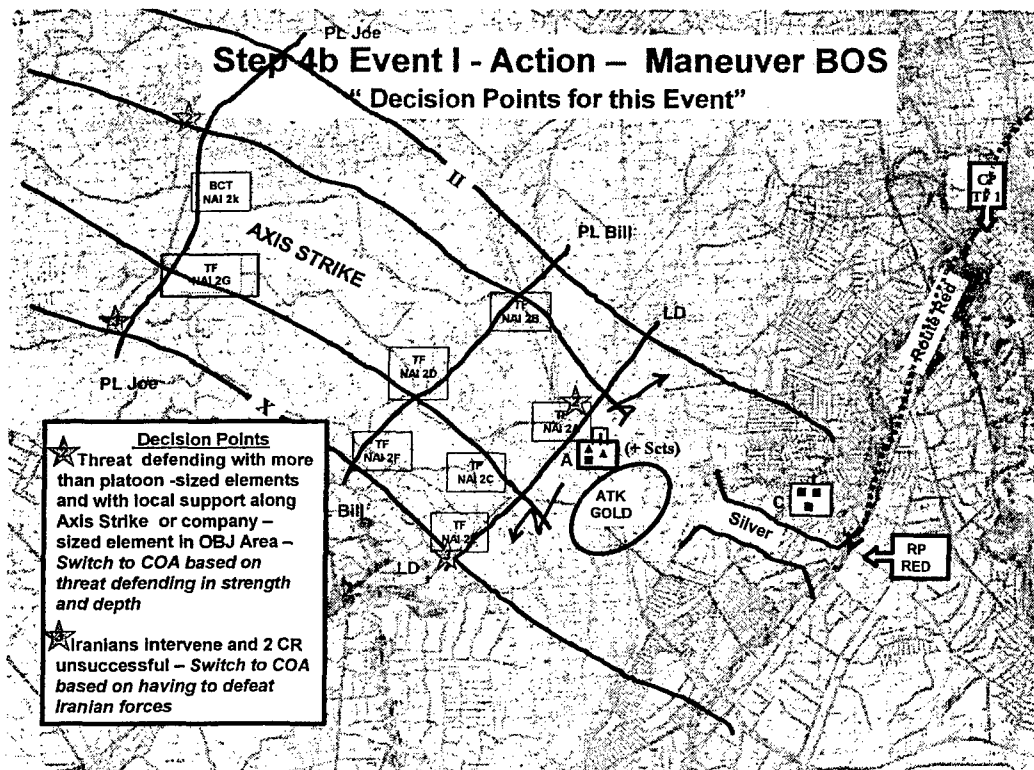 PL Joe
Step 4b Event I - Action – Maneuver BOS
“ Decision Points for this Event”
II
BCT
NAI 2k
AXIS STRIKE
PL Bill
TF
NAI 2G
TF
NAI 2B
LD
Route Red
TF
NAI 2D
PL Joe
X
TF
A
(+ Scts)
TF
NAI 2F
TF
NAI 2C
ATK
GOLD
C
Silver
Bill
TF
LD
RP
RED
Decision Points
Threat defending with more
than platoon -sized elements
and with local support along
Axis Strike or company –
sized element in OBJ Area –
Switch to COA based on
threat defending in strength
and depth
Iranians intervene and 2 CR
unsuccessful – Switch to COA
based on having to defeat
Iranian forces